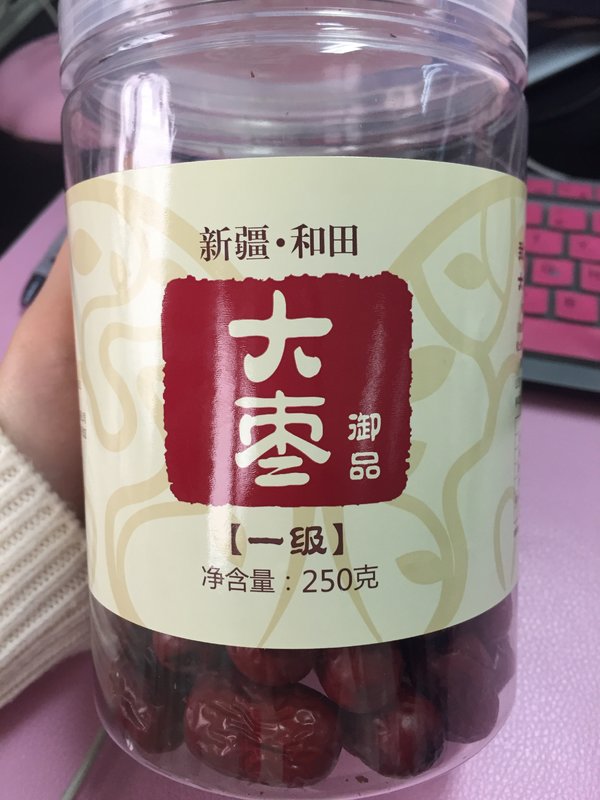 新疆·和田
大枣
御品
【一级】
净含量：250克